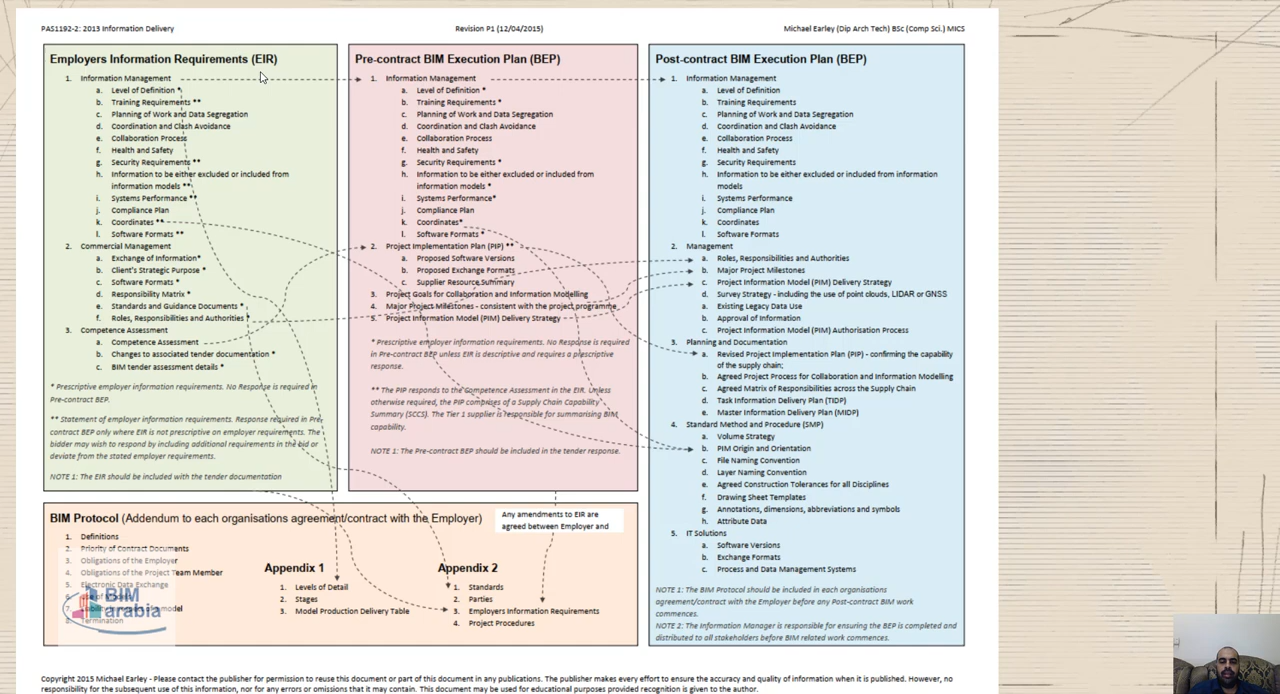 PAS1192-2: 2013 Information Delivery
Revision P1 (12/04/2015)
Michael Earley (Dip Arch Tech) BSc (Comp Sci.) MICS
Employers Information Requirements (EIR)
1. Information Management
a. Level of Definition *
b. Training Requirements **
c. Planning of Work and Data Segregation
d. Coordination and Clash Avoidance
e. Collaboration Process
f. Health and Safety
g. Security Requirements **
h. Information to be either excluded or included from
information models **
i. Systems Performance **
j. Compliance Plan
k. Coordinates **
l. Software Formats **
2. Commercial Management
a. Exchange of Information*
b. Client's Strategic Purpose *
c. Software Formats *
d. Responsibility Matrix *
e. Standards and Guidance Documents *
f. Roles, Responsibilities and Authorities *
3. Competence Assessment
a. Competence Assessment
b. Changes to associated tender documentation *
c. BIM tender assessment details *
* Prescriptive employer information requirements. No Response is required in
Pre-contract BEP.
** Statement of employer information requirements. Response required in Pre-
contract BEP only where EIR is not prescriptive on employer requirements. The
bidder may wish to respond by including additional requirements in the bid or
deviate from the stated employer requirements.
NOTE 1: The EIR should be included with the tender documentation
Pre-contract BIM Execution Plan (BEP)
1. Information Management
a. Level of Definition *
b. Training Requirements *
c. Planning of Work and Data Segregation
d. Coordination and Clash Avoidance
e. Collaboration Process
f. Health and Safety
g. Security Requirements *
h. Information to be either excluded or included from
information models *
i. Systems Performance*
j. Compliance Plan
k. Coordinates*
l. Software Formats *
2. Project Implementation Plan (PIP) **
a. Proposed Software Versions
b. Proposed Exchange Formats
c. Supplier Resource Summary
3. Project Goals for Collaboration and Information Modelling
4. Major Project Milestones - consistent with the project programme
5. Project Information Model (PIM) Delivery Strategy
* Prescriptive employer information requirements. No Response is required
in Pre-contract BEP unless EIR is descriptive and requires a prescriptive
response.
** The PIP responds to the Competence Assessment in the EIR. Unless
otherwise required, the PIP comprises of a Supply Chain Capability
Summary (SCCS). The Tier 1 supplier is responsible for summarising BIM
capability.
NOTE 1: The Pre-contract BEP should be included in the tender response.
Post-contract BIM Execution Plan (BEP)
1. Information Management
a. Level of Definition
b. Training Requirements
c. Planning of Work and Data Segregation
d. Coordination and Clash Avoidance
e. Collaboration Process
f. Health and Safety
g. Security Requirements
h. Information to be either excluded or included from information
models
i. Systems Performance
j. Compliance Plan
k. Coordinates
l. Software Formats
2. Management
a. Roles, Responsibilities and Authorities
b. Major Project Milestones
c. Project Information Model (PIM) Delivery Strategy
d. Survey Strategy - including the use of point clouds, LIDAR or GNSS
a. Existing Legacy Data Use
b. Approval of Information
c. Project Information Model (PIM) Authorisation Process
3. Planning and Documentation
a. Revised Project Implementation Plan (PIP) - confirming the capability
of the supply chain;
b. Agreed Project Process for Collaboration and Information Modelling
c. Agreed Matrix of Responsibilities across the Supply Chain
d. Task Information Delivery Plan (TIDP)
e. Master Information Delivery Plan (MIDP)
4. Standard Method and Procedure (SMP)
a. Volume Strategy
b. PIM Origin and Orientation
c. File Naming Convention
d. Layer Naming Convention
e. Agreed Construction Tolerances for all Disciplines
f. Drawing Sheet Templates
g. Annotations, dimensions, abbreviations and symbols
h. Attribute Data
5. IT Solutions
a. Software Versions
b. Exchange Formats
c. Process and Data Management Systems
NOTE 1: The BIM Protocol should be included in each organisations
agreement/contract with the Employer before any Post-contract BIM work
commences.
NOTE 2: The Information Manager is responsible for ensuring the BEP is completed and
distributed to all stakeholders before BIM related work commences.
BIM Protocol (Addendum to each organisations agreement/contract with the Employer)
Any amendments to EIR are
agreed between Employer and
1. Definitions
2. Priority of Contract Documents
3. Obligations of the Employer
4. Obligations of the Project Team Member
5. Electronic Data Exchange
model
Termination
BIM
arabia
Appendix 1
1. Levels of Detail
2. Stages
3. Model Production Delivery Table
Appendix 2
1. Standards
2. Parties
3. Employers Information Requirements
4. Project Procedures
Copyright 2015 Michael Earley - Please contact the publisher for permission to reuse this document or part of this document in any publications. The publisher makes every effort to ensure the accuracy and quality of information when it is published. However, no
responsibility for the subsequent use of this information, nor for any errors or omissions that it may contain. This document may be used for educational purposes provided recognition is given to the author.